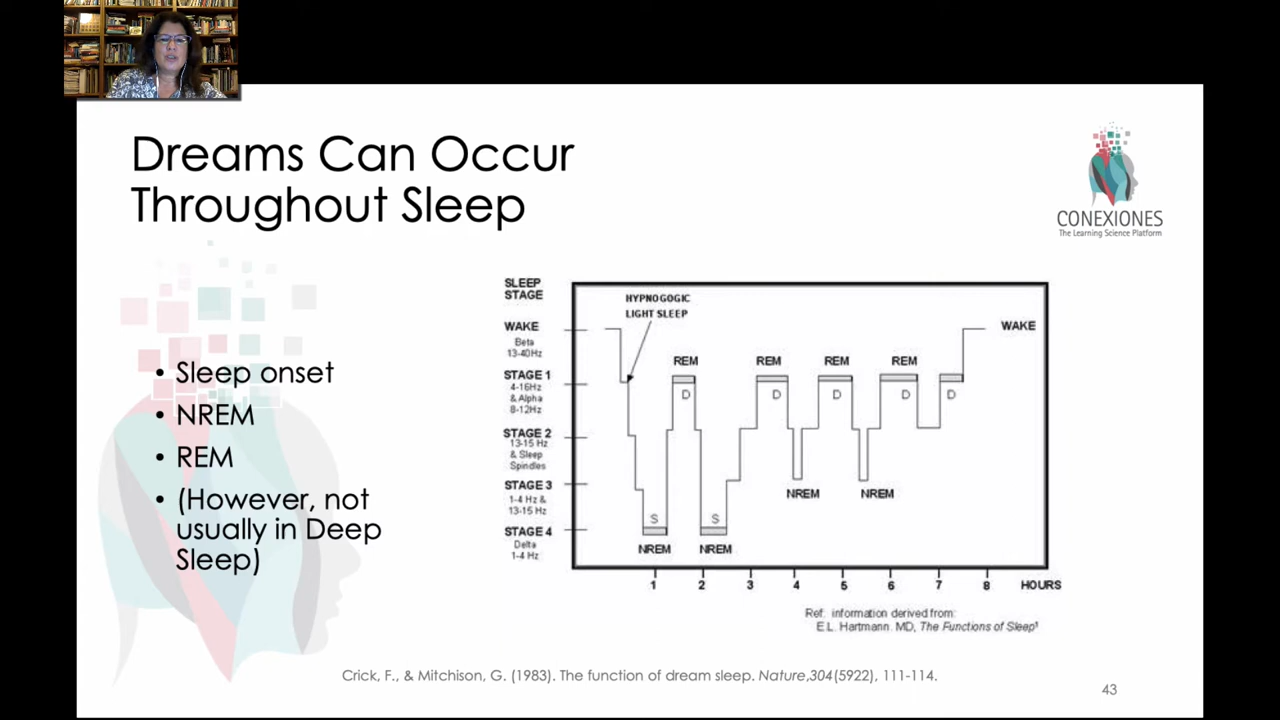 Dreams Can Occur
Throughout Sleep
CONEXIONES
The Learning Science Platform
• Sleep onset
• NREM
• REM
• (However, not
usually in Deep
Sleep)
SLEEP
STAGE
HYPNOGOGIC
LIGHT SLEEP
WAKE
Beta
13-40Hz
WAKE
REM
REM
REM
REM
STAGE 1
4-16Hz
& Alpha
8-12Hz
D
D
D
D
D
STAGE 2
13-15 Hz
& Sleep
Spindles
STAGE 3
1-4 Hz &
13-15 Hz
NREM
NREM
S
S
STAGE 4
Delta
1-4 Hz
NREM
NREM
1 2 3 4 5 6 7 8 HOURS
Ref: information derived from:
E.L. Hartmann. MD, The Functions of Sleep¹
Crick, F., & Mitchison, G. (1983). The function of dream sleep. Nature,304(5922), 111-114.
43